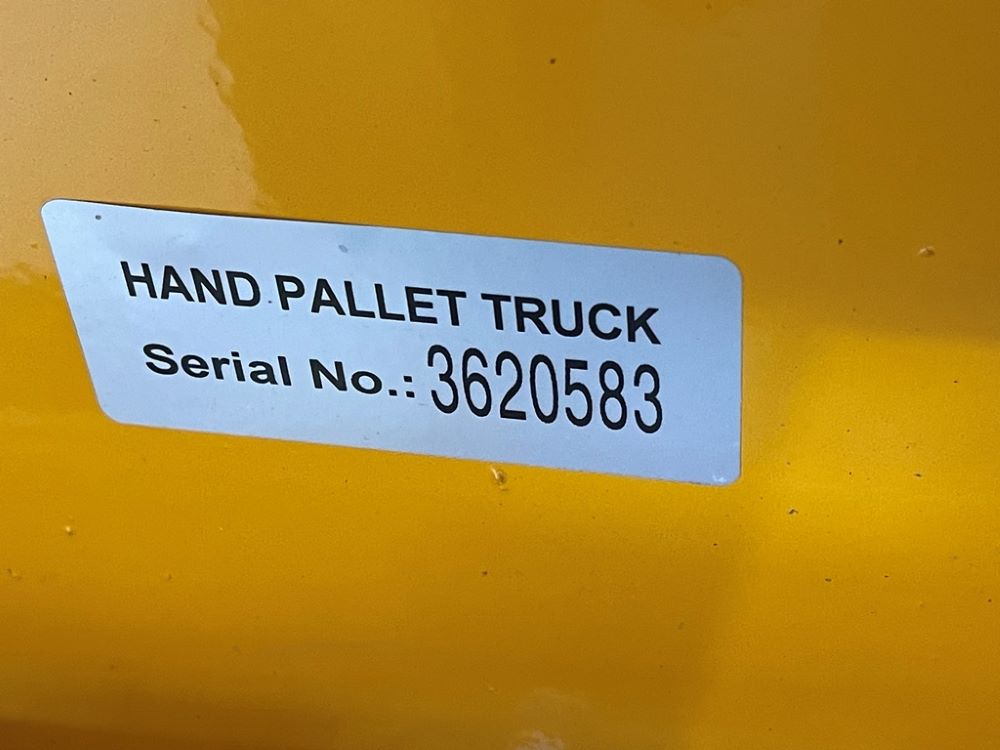 HAND PALLET TRUCK
Serial No.: 3620583